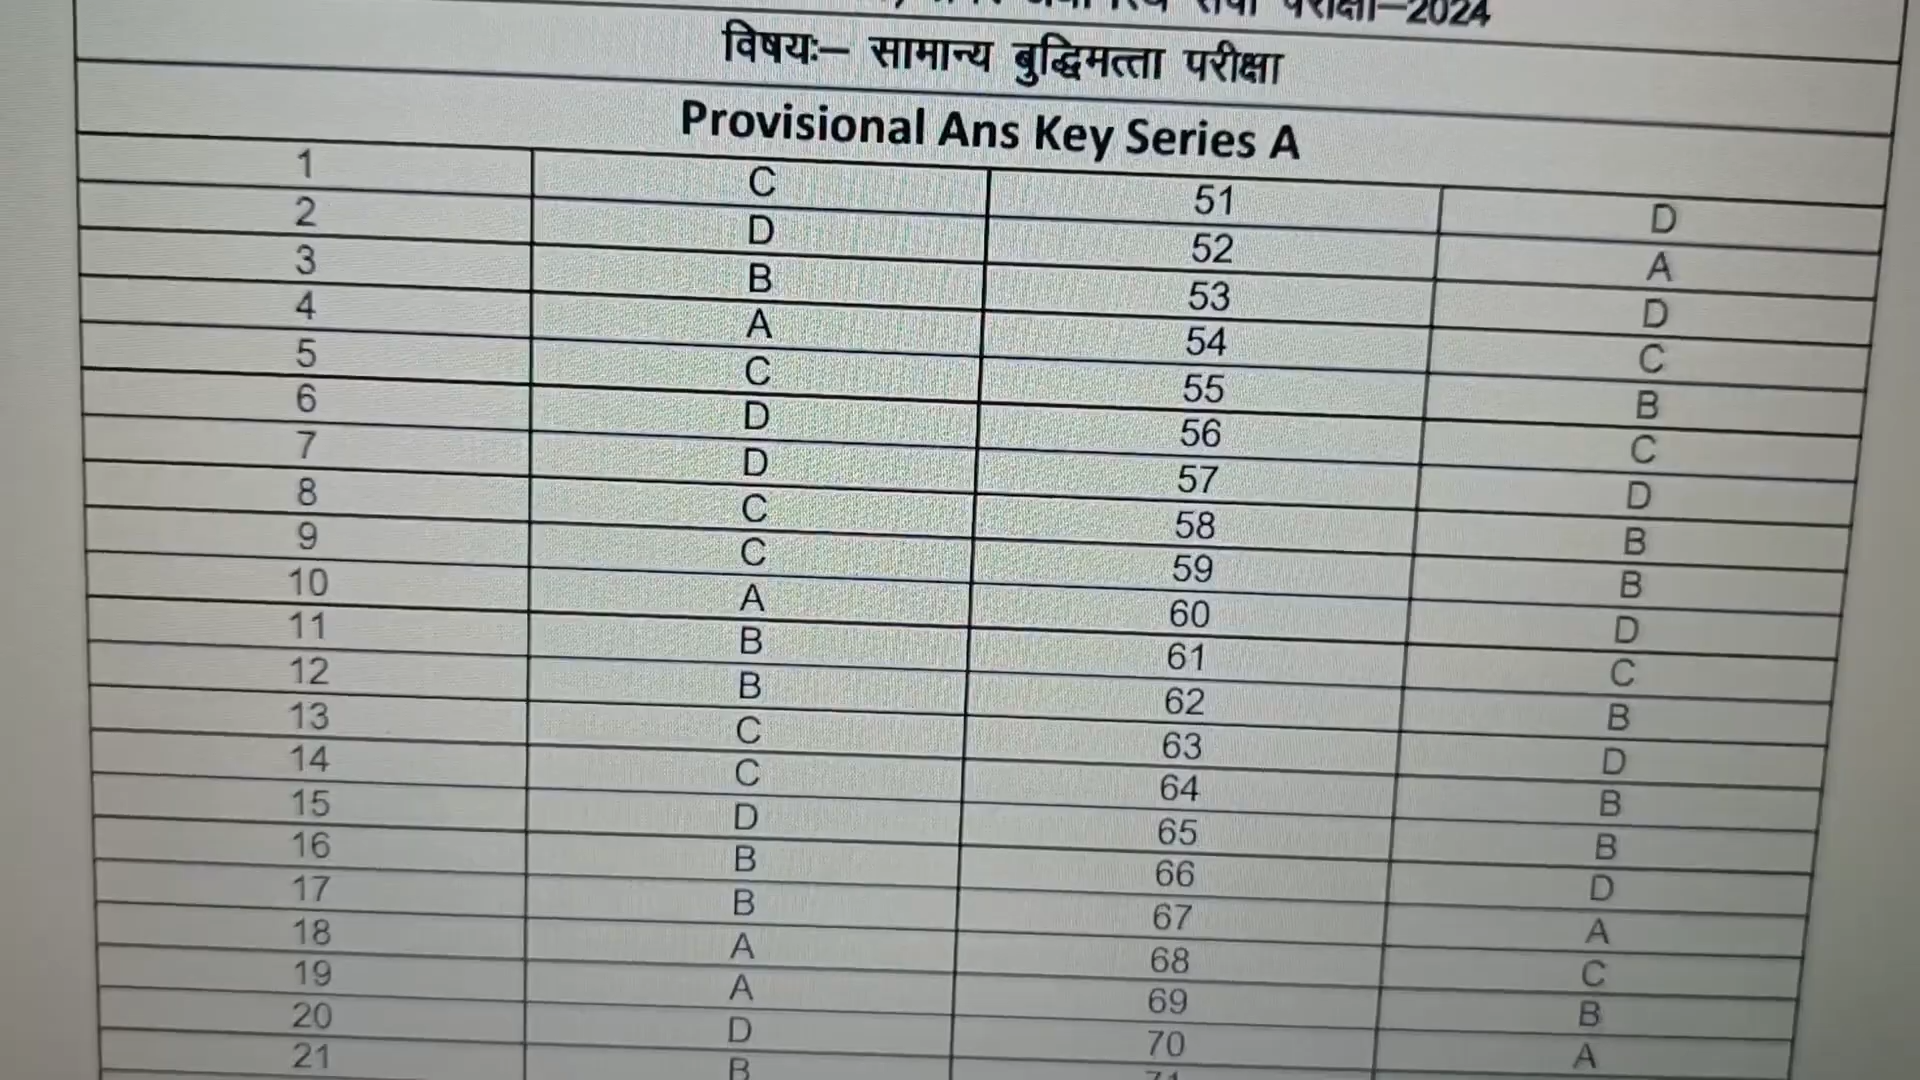 परीक्षा–2024
विषयः– सामान्य बुद्धिमत्ता परीक्षा
Provisional Ans Key Series A
1 C 51 D
2 D 52 A
3 B 53 D
4 A 54 C
5 C 55 B
6 D 56 C
7 D 57 D
8 C 58 B
9 C 59 B
10 A 60 D
11 B 61 C
12 B 62 B
13 C 63 D
14 C 64 B
15 D 65 B
16 B 66 D
17 B 67 A
18 A 68 C
19 A 69 B
20 D 70 A
21 B 71